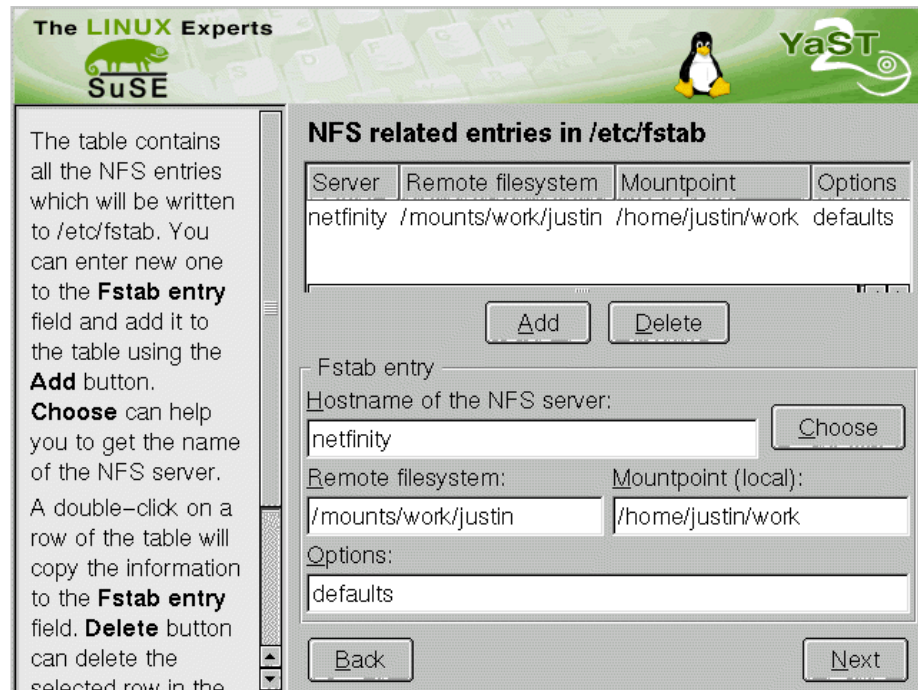 The LINUX Experts
SuSE
YaST
The table contains
all the NFS entries
which will be written
to /etc/fstab. You
can enter new one
to the Fstab entry
field and add it to
the table using the
Add button.
Choose can help
you to get the name
of the NFS server.
A double–click on a
row of the table will
copy the information
to the Fstab entry
field. Delete button
can delete the
selected row in the
NFS related entries in /etc/fstab
Server Remote filesystem Mountpoint Options
netfinity /mounts/work/justin /home/justin/work defaults
Add Delete
Fstab entry
Hostname of the NFS server:
netfinity Choose
Remote filesystem: Mountpoint (local):
/mounts/work/justin /home/justin/work
Options:
defaults
Back Next